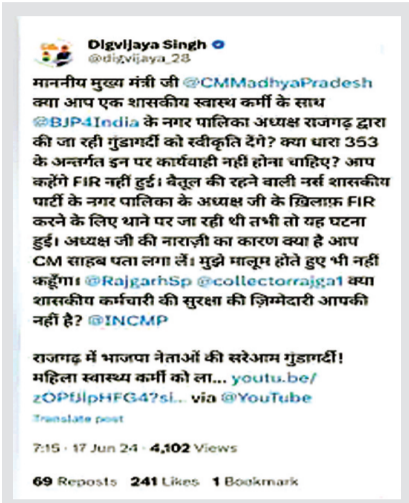 Digvijaya Singh
@digvijaya_28
माननीय मुख्य मंत्री जी @CMMadhyaPradesh
क्या आप एक शासकीय स्वास्थ कर्मी के साथ
@BJP4India के नगर पालिका अध्यक्ष राजगढ़ द्वारा
की जा रही गुंडागर्दी को स्वीकृति देंगे? क्या धारा 353
के अन्तर्गत इन पर कार्यवाही नहीं होना चाहिए? आप
कहेंगे FIR नहीं हुई। बैतूल की रहने वाली नर्स शासकीय
पार्टी के नगर पालिका के अध्यक्ष जी के ख़िलाफ़ FIR
करने के लिए थाने पर जा रही थी तभी तो यह घटना
हुई। अध्यक्ष जी की नाराज़ी का कारण क्या है आप
CM साहब पता लगा लें। मुझे मालूम होते हुए भी नहीं
कहूँगा। @RajgarhSp @collectorrajga1 क्या
शासकीय कर्मचारी की सुरक्षा की ज़िम्मेदारी आपकी
नहीं है? @INCMP
राजगढ़ में भाजपा नेताओं की सरेआम गुंडागर्दी!
महिला स्वास्थ्य कर्मी को ला... youtu.be/
zOPfJlpHFG4?si... via @YouTube
Translate post
7:15 · 17 Jun 24 · 4,102 Views
69 Reposts 241 Likes 1 Bookmark